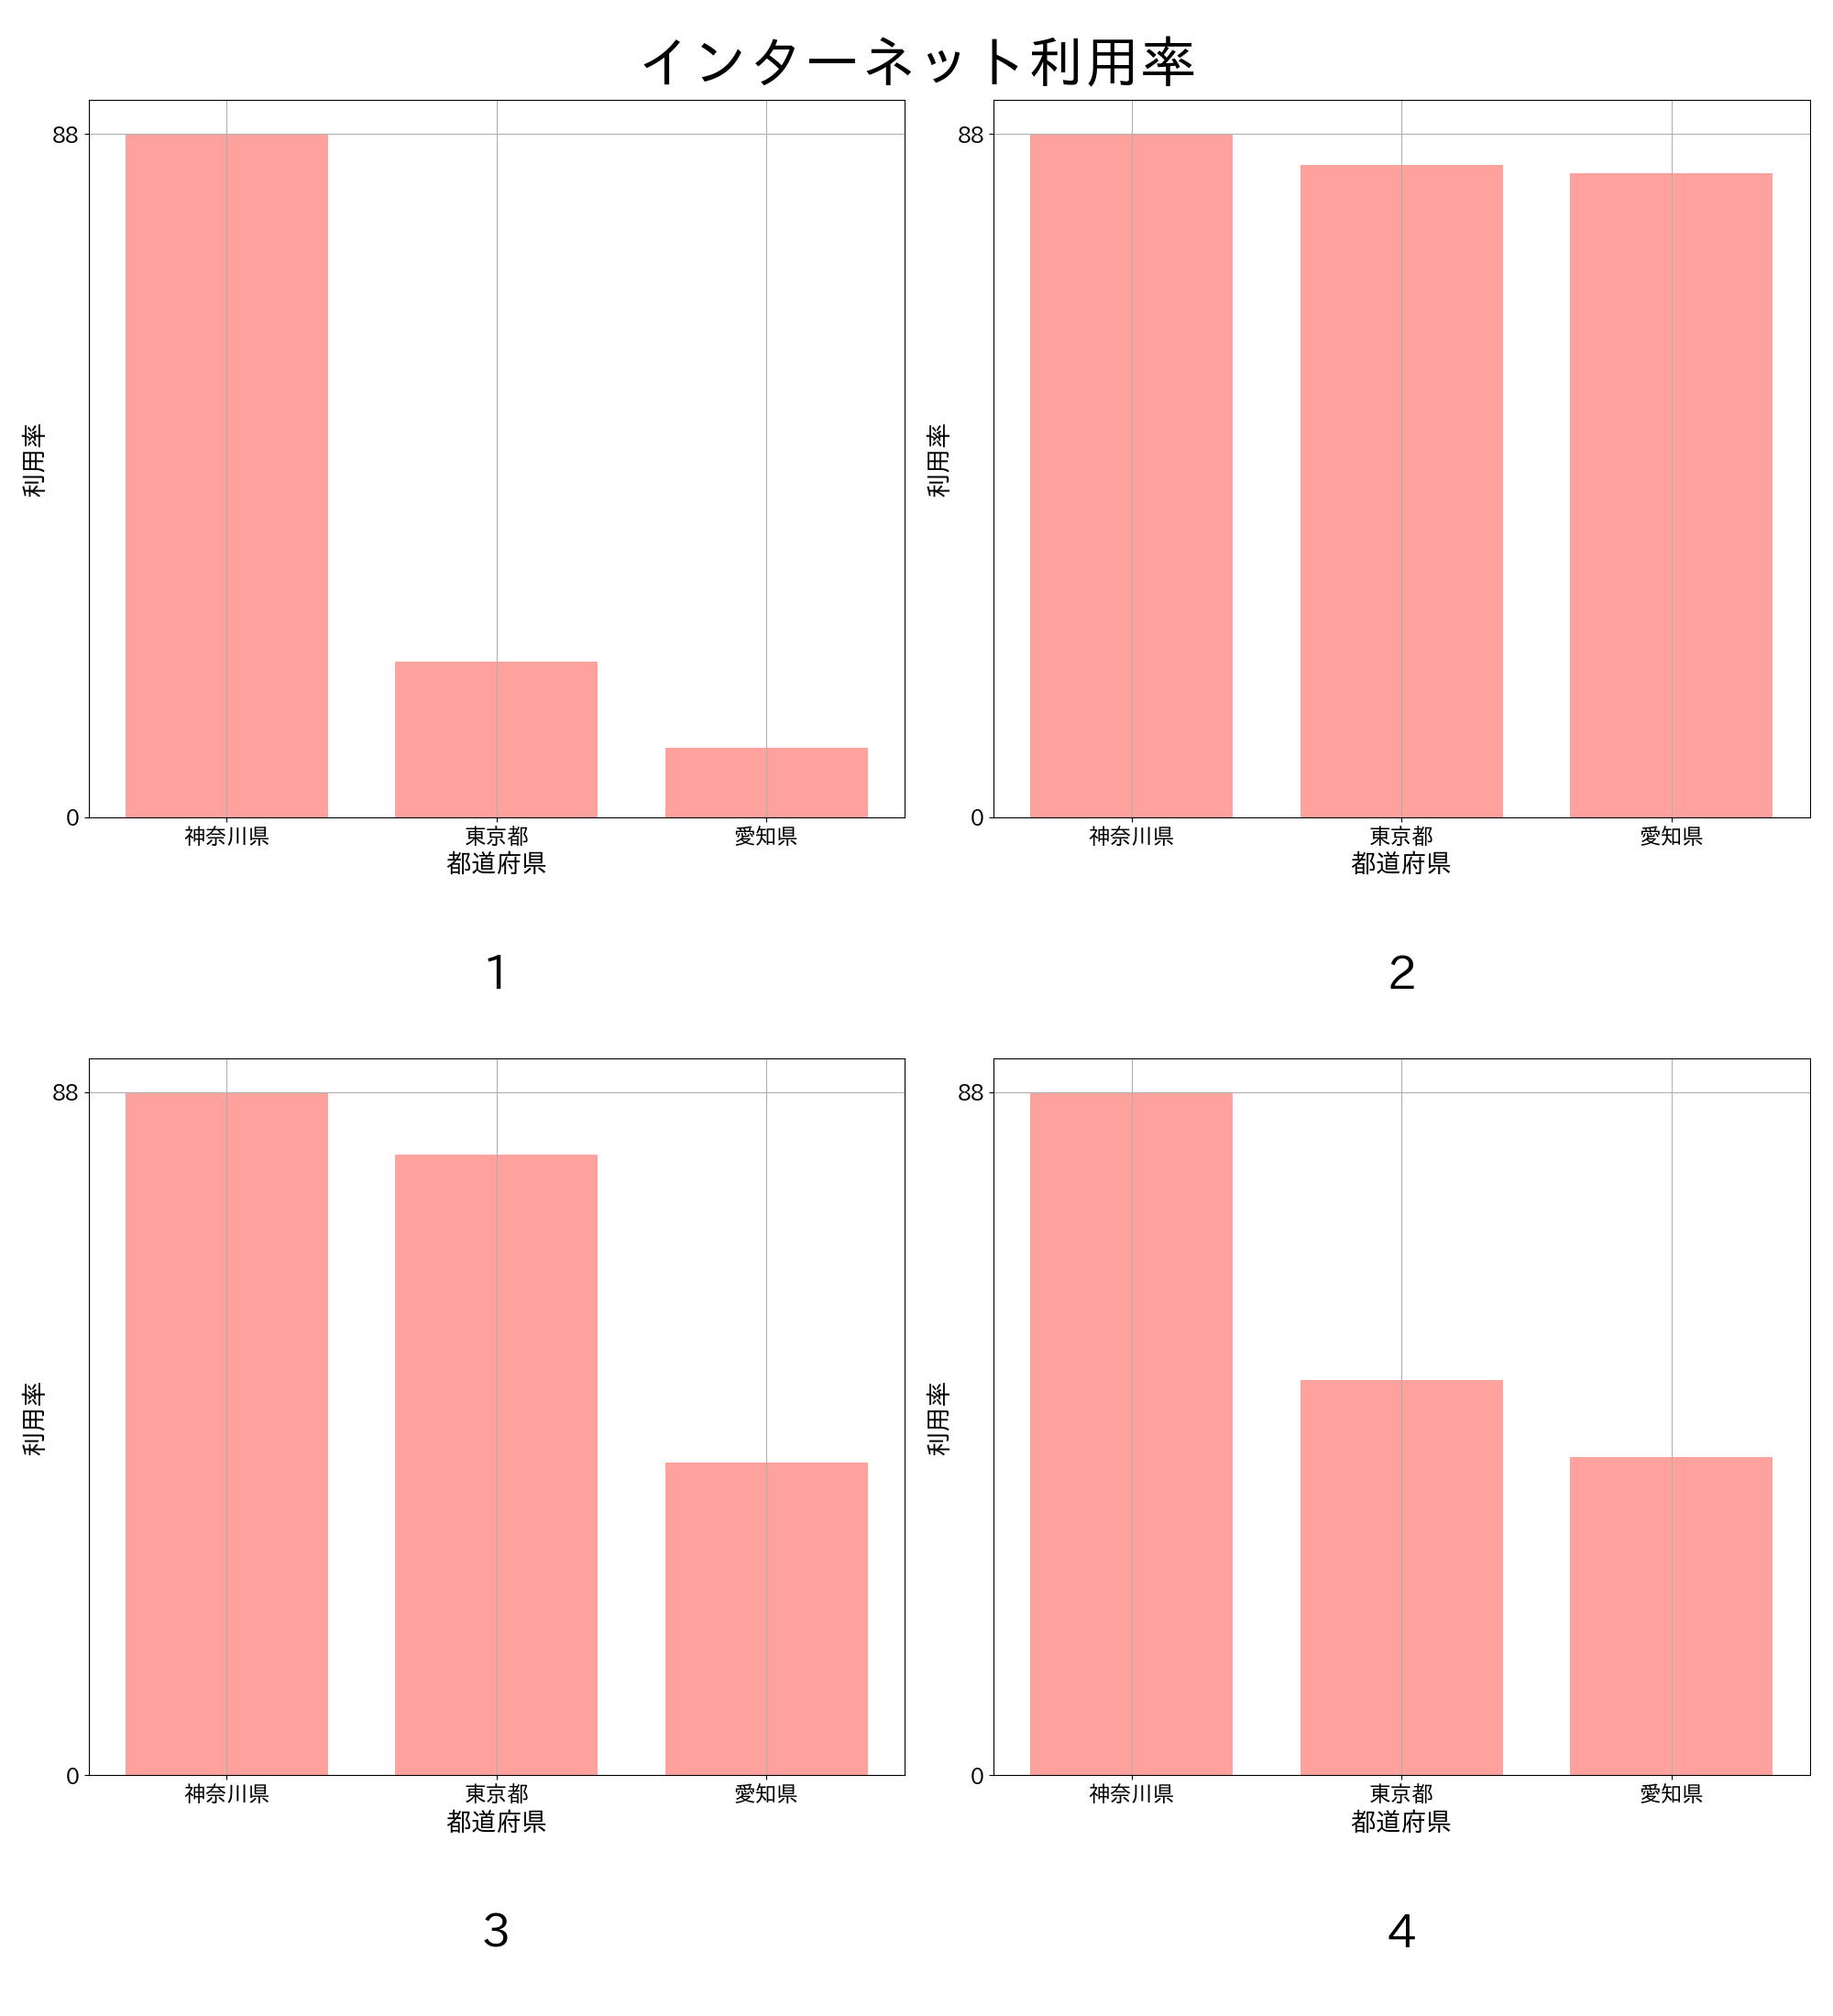 インターネット利用率
88
0
利用率
神奈川県 東京都 愛知県
都道府県
1
88
0
利用率
神奈川県 東京都 愛知県
都道府県
2
88
0
利用率
神奈川県 東京都 愛知県
都道府県
3
88
0
利用率
神奈川県 東京都 愛知県
都道府県
4